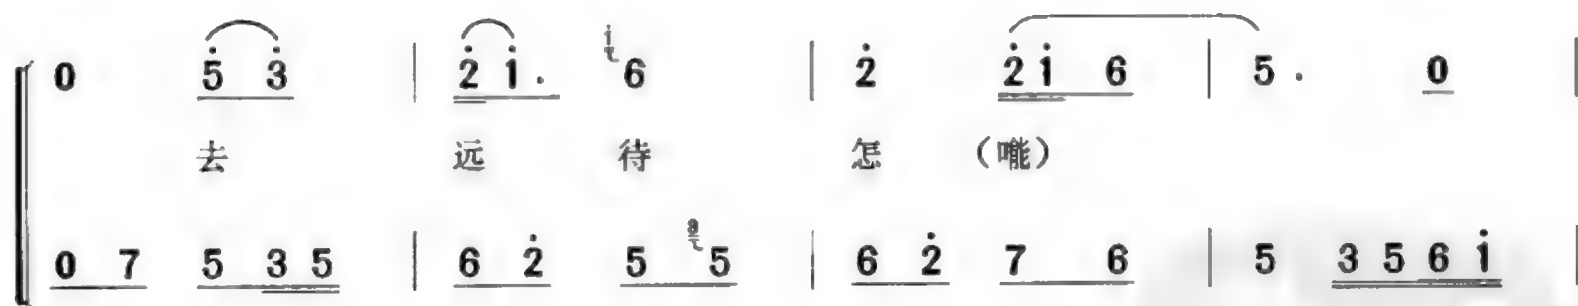 0 5̇ 3̇ | 2̇ 1̇ . i 6 | 2̇ 2̇ 1̇ 6 | 5 . 0 |
去 远 待 怎 （嚨）
0 7 5 3 5 | 6 2̇ 5 5 | 6 2̇ 7 6 | 5 3 5 6 1̇ |